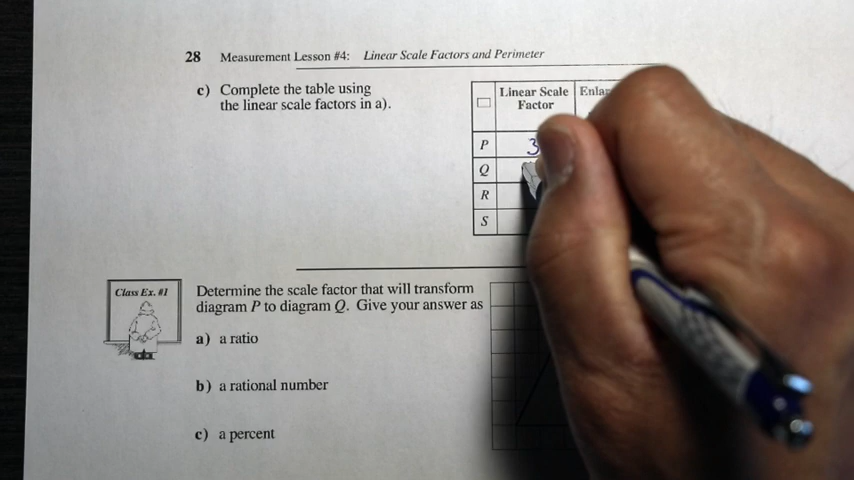 28 Measurement Lesson #4: Linear Scale Factors and Perimeter
c) Complete the table using
the linear scale factors in a).
Linear Scale
Factor
P 3
Q
R
S
Class Ex. #1
Determine the scale factor that will transform
diagram P to diagram Q. Give your answer as
a) a ratio
b) a rational number
c) a percent